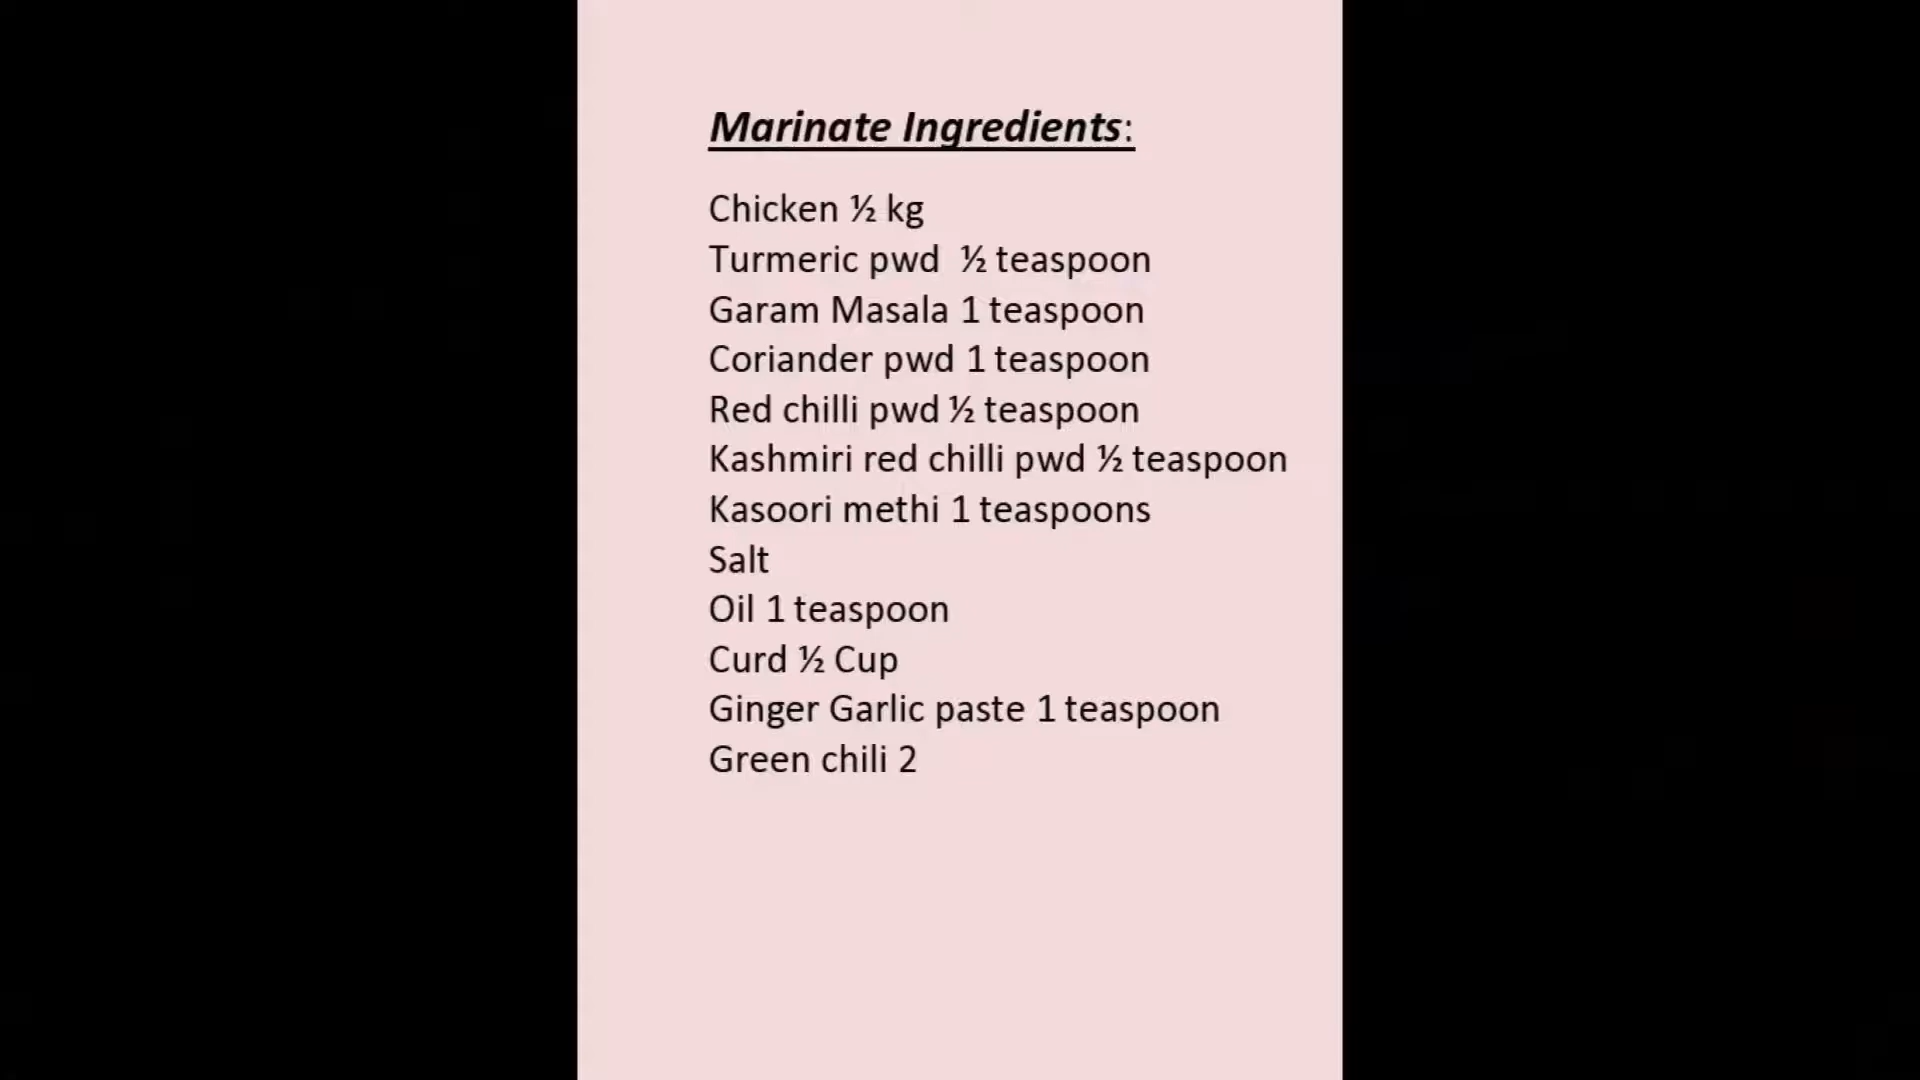 Marinate Ingredients:
Chicken ½ kg
Turmeric pwd ½ teaspoon
Garam Masala 1 teaspoon
Coriander pwd 1 teaspoon
Red chilli pwd ½ teaspoon
Kashmiri red chilli pwd ½ teaspoon
Kasoori methi 1 teaspoons
Salt
Oil 1 teaspoon
Curd ½ Cup
Ginger Garlic paste 1 teaspoon
Green chili 2